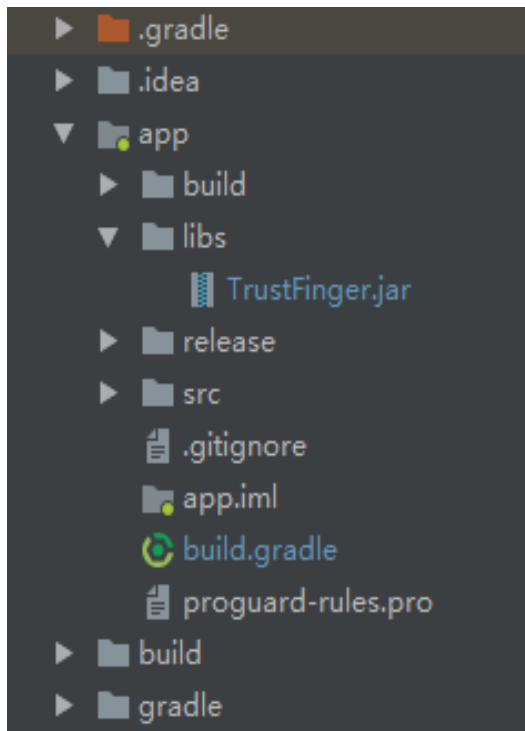 .gradle
.idea
app
build
libs
TrustFinger.jar
release
src
.gitignore
app.iml
build.gradle
proguard-rules.pro
build
gradle